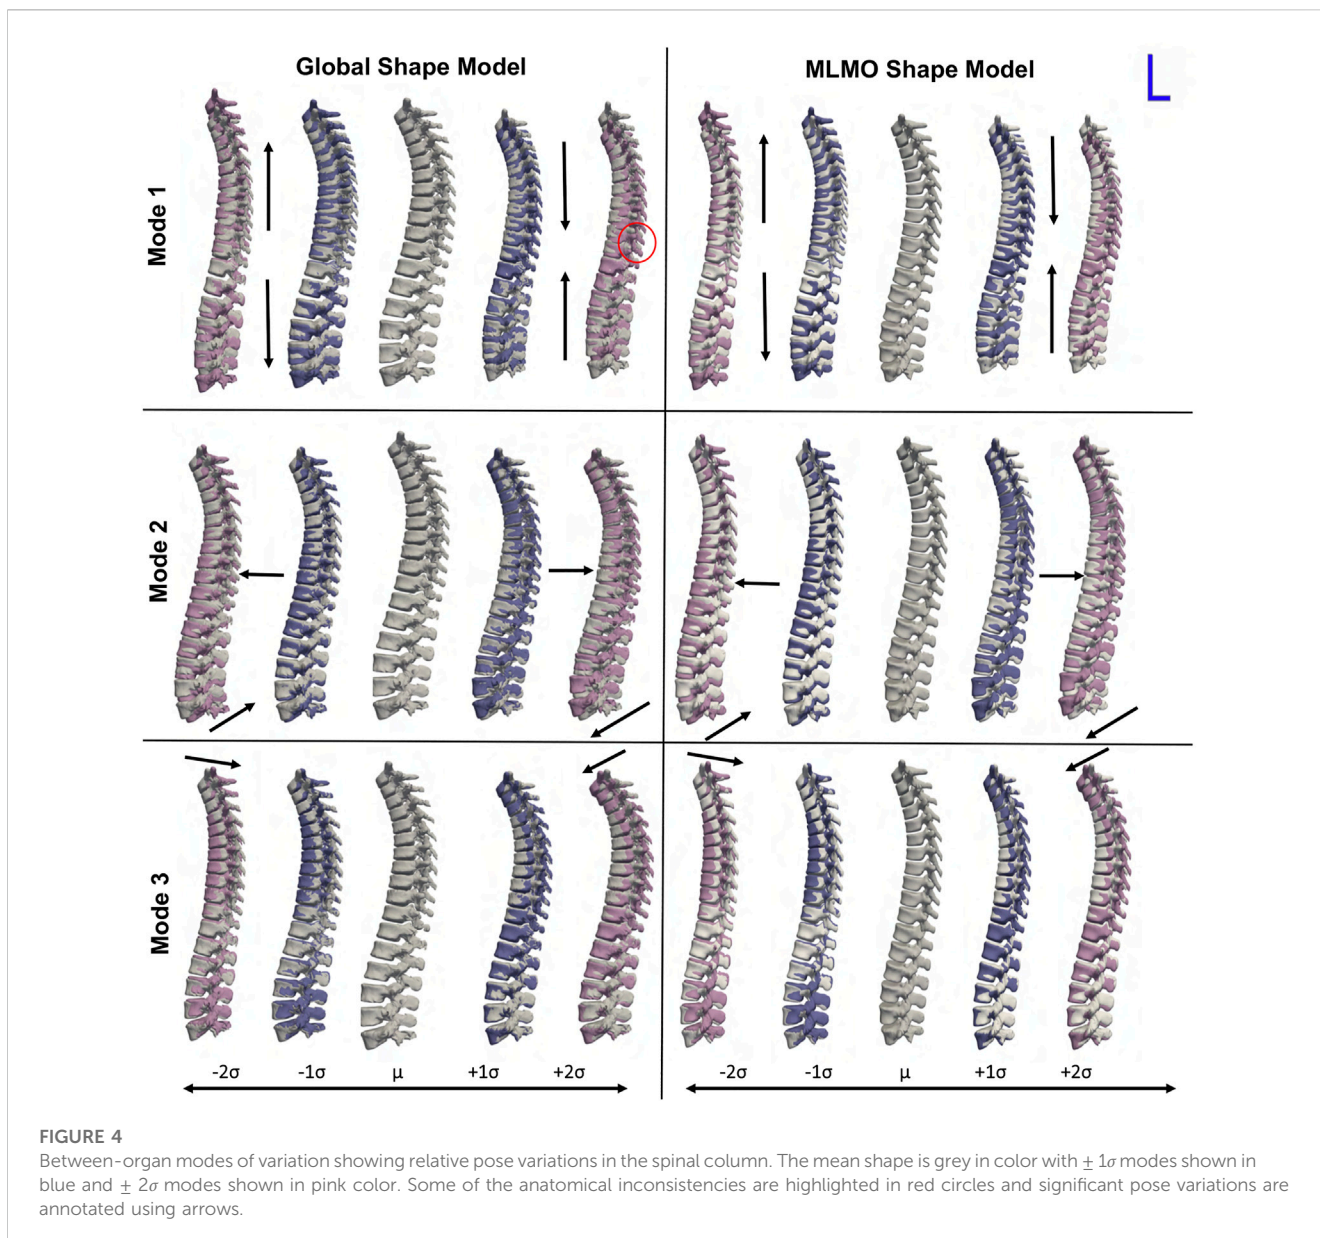 Global Shape Model
MLMO Shape Model
L
Mode 1
Mode 2
Mode 3
-2σ -1σ μ +1σ +2σ
-2σ -1σ μ +1σ +2σ
FIGURE 4
Between-organ modes of variation showing relative pose variations in the spinal column. The mean shape is grey in color with ± 1σ modes shown in
blue and ± 2σ modes shown in pink color. Some of the anatomical inconsistencies are highlighted in red circles and significant pose variations are
annotated using arrows.